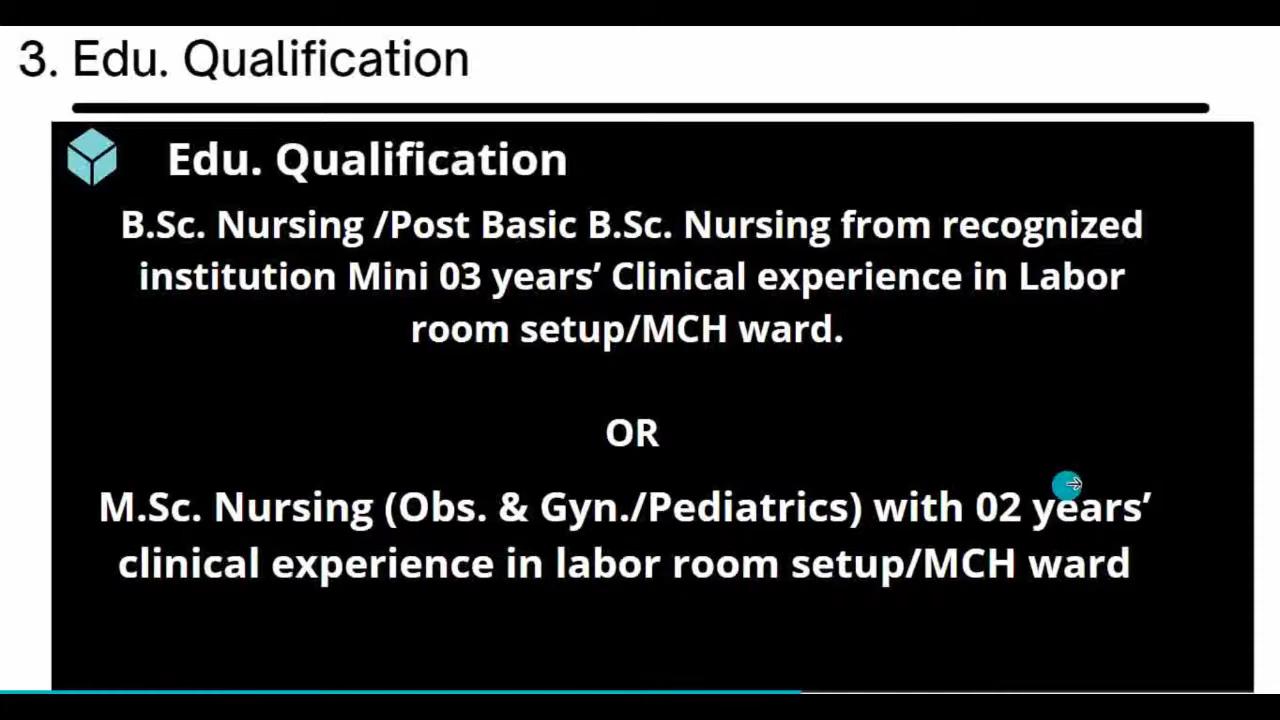 3. Edu. Qualification
Edu. Qualification
B.Sc. Nursing /Post Basic B.Sc. Nursing from recognized
institution Mini 03 years’ Clinical experience in Labor
room setup/MCH ward.
OR
M.Sc. Nursing (Obs. & Gyn./Pediatrics) with 02 years’
clinical experience in labor room setup/MCH ward